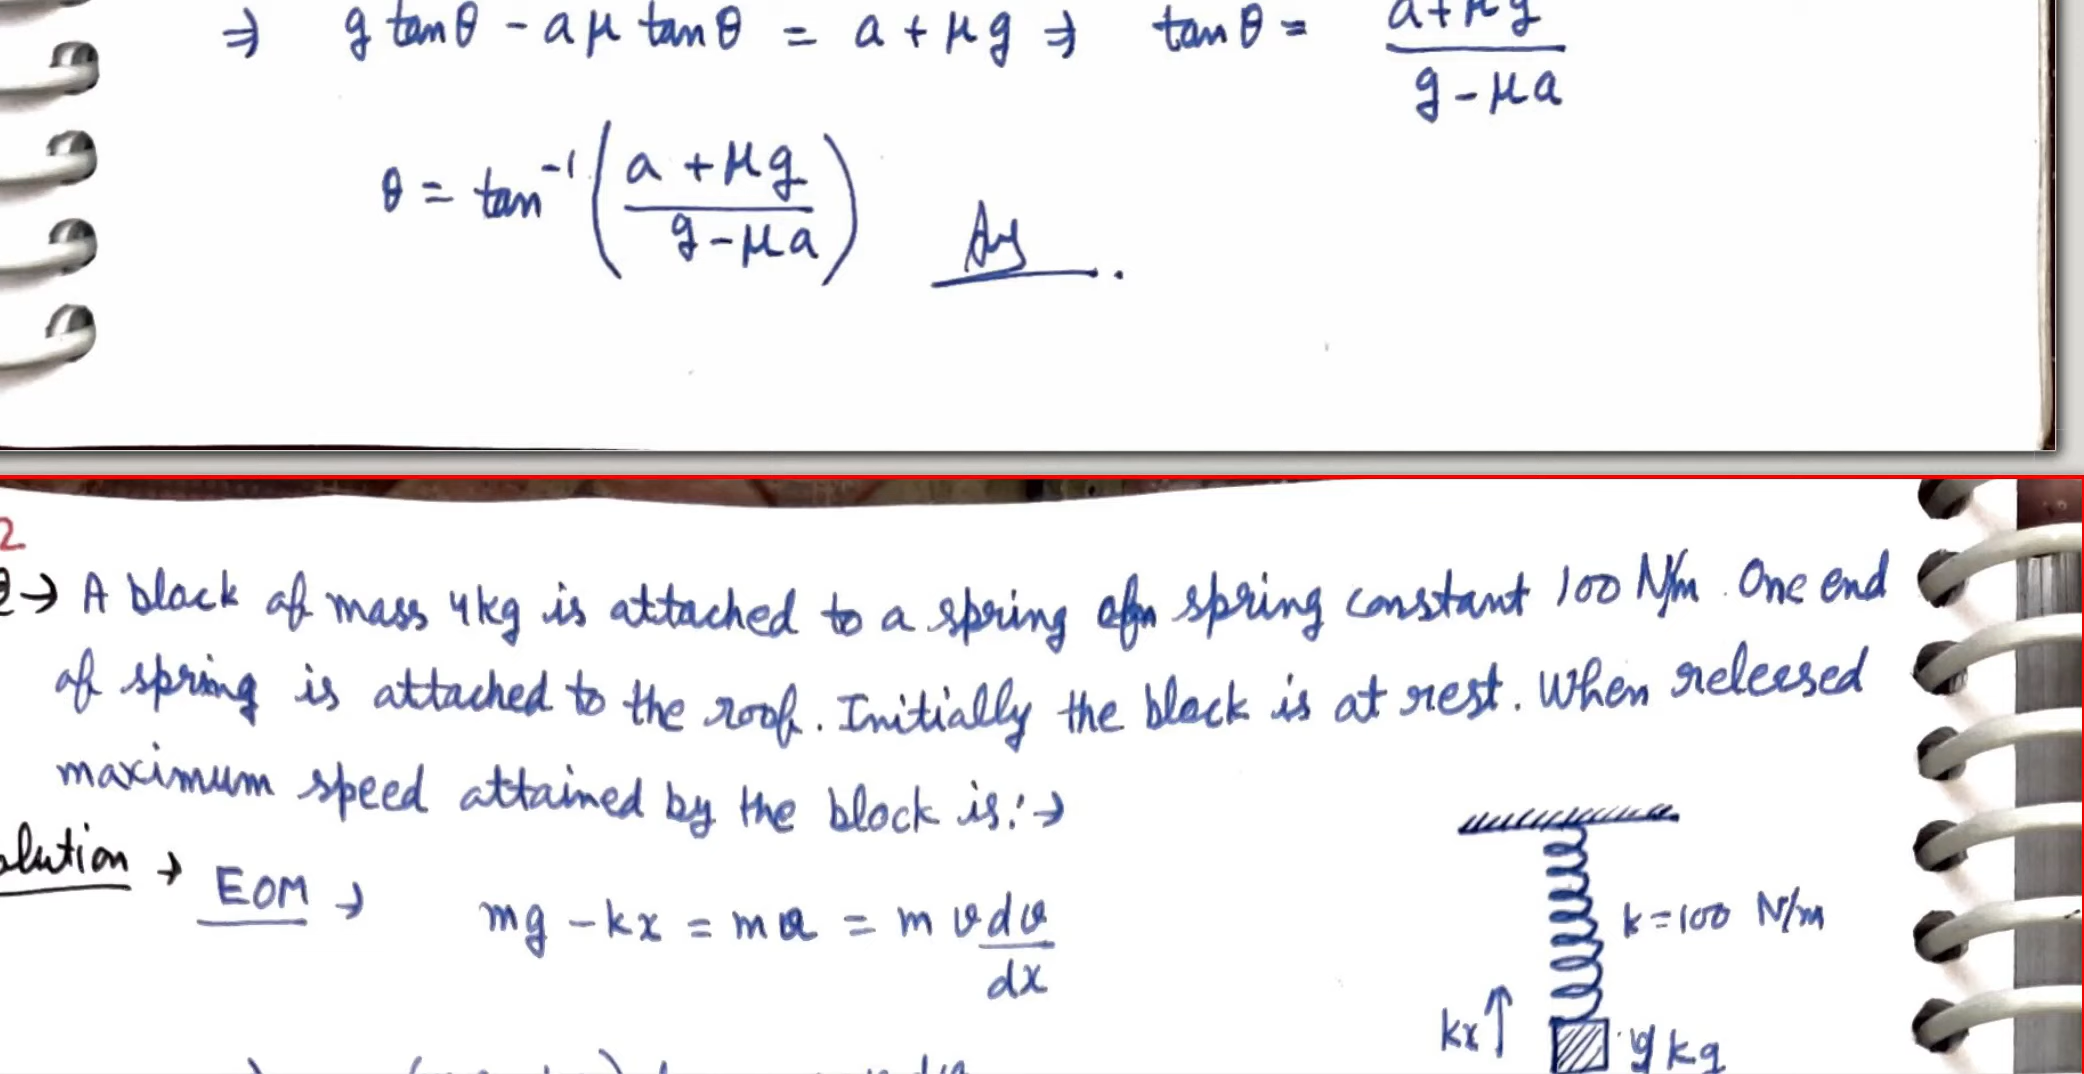 ⇒ g tanθ - aμ tanθ = a + μg ⇒ tanθ = (a+μg)/(g-μa)
θ = tan⁻¹((a+μg)/(g-μa)) Ans.
2
→ A block of mass 4kg is attached to a spring of spring constant 100 N/m. One end
of spring is attached to the roof. Initially the block is at rest. When released
maximum speed attained by the block is:→
olution →
EOM → mg - kx = ma = m v dv/dx
k = 100 N/m
kx↑
4kg